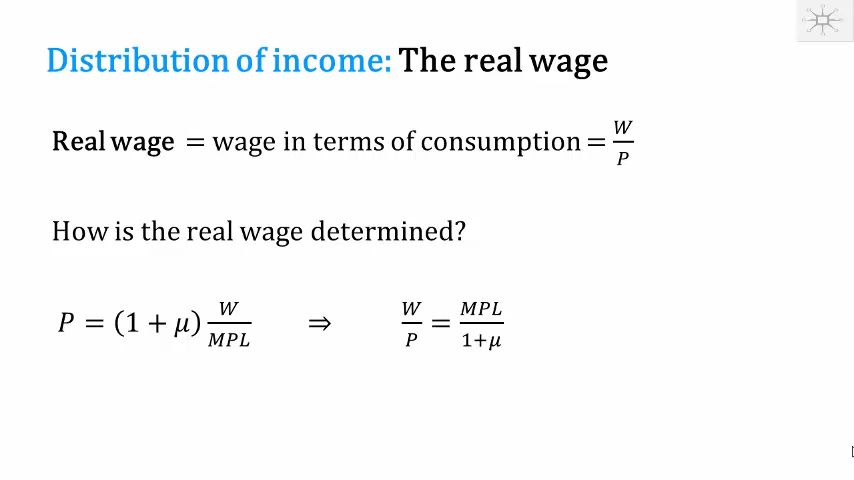 Distribution of income: The real wage
Real wage = wage in terms of consumption = W/P
How is the real wage determined?
P = (1 + μ) W/MPL ⇒ W/P = MPL/1+μ